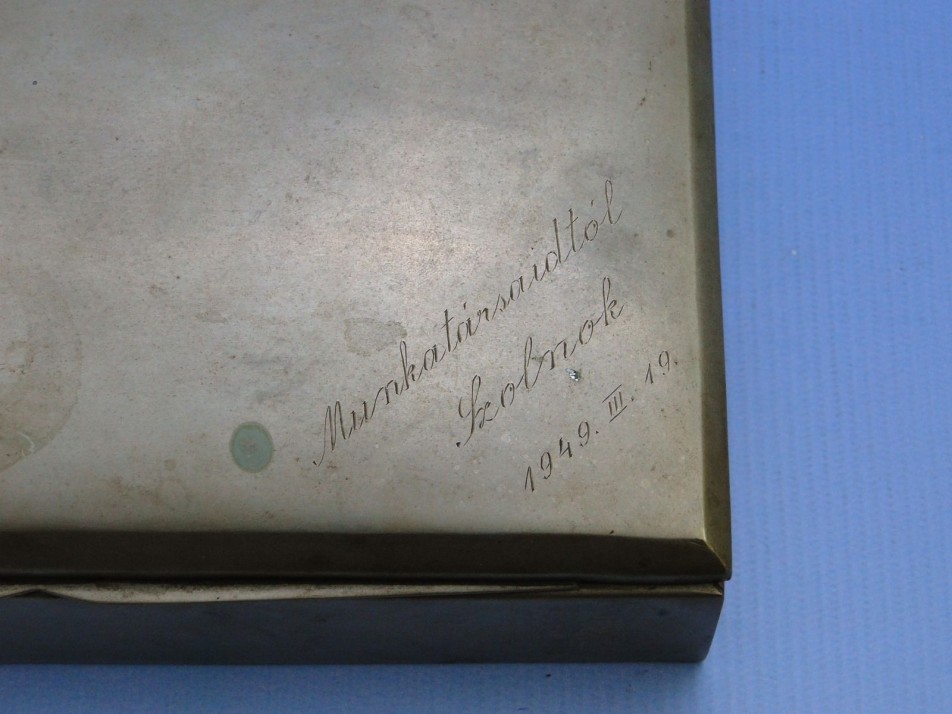 Munkatársaidtól
Szolnok
1949. III. 19.